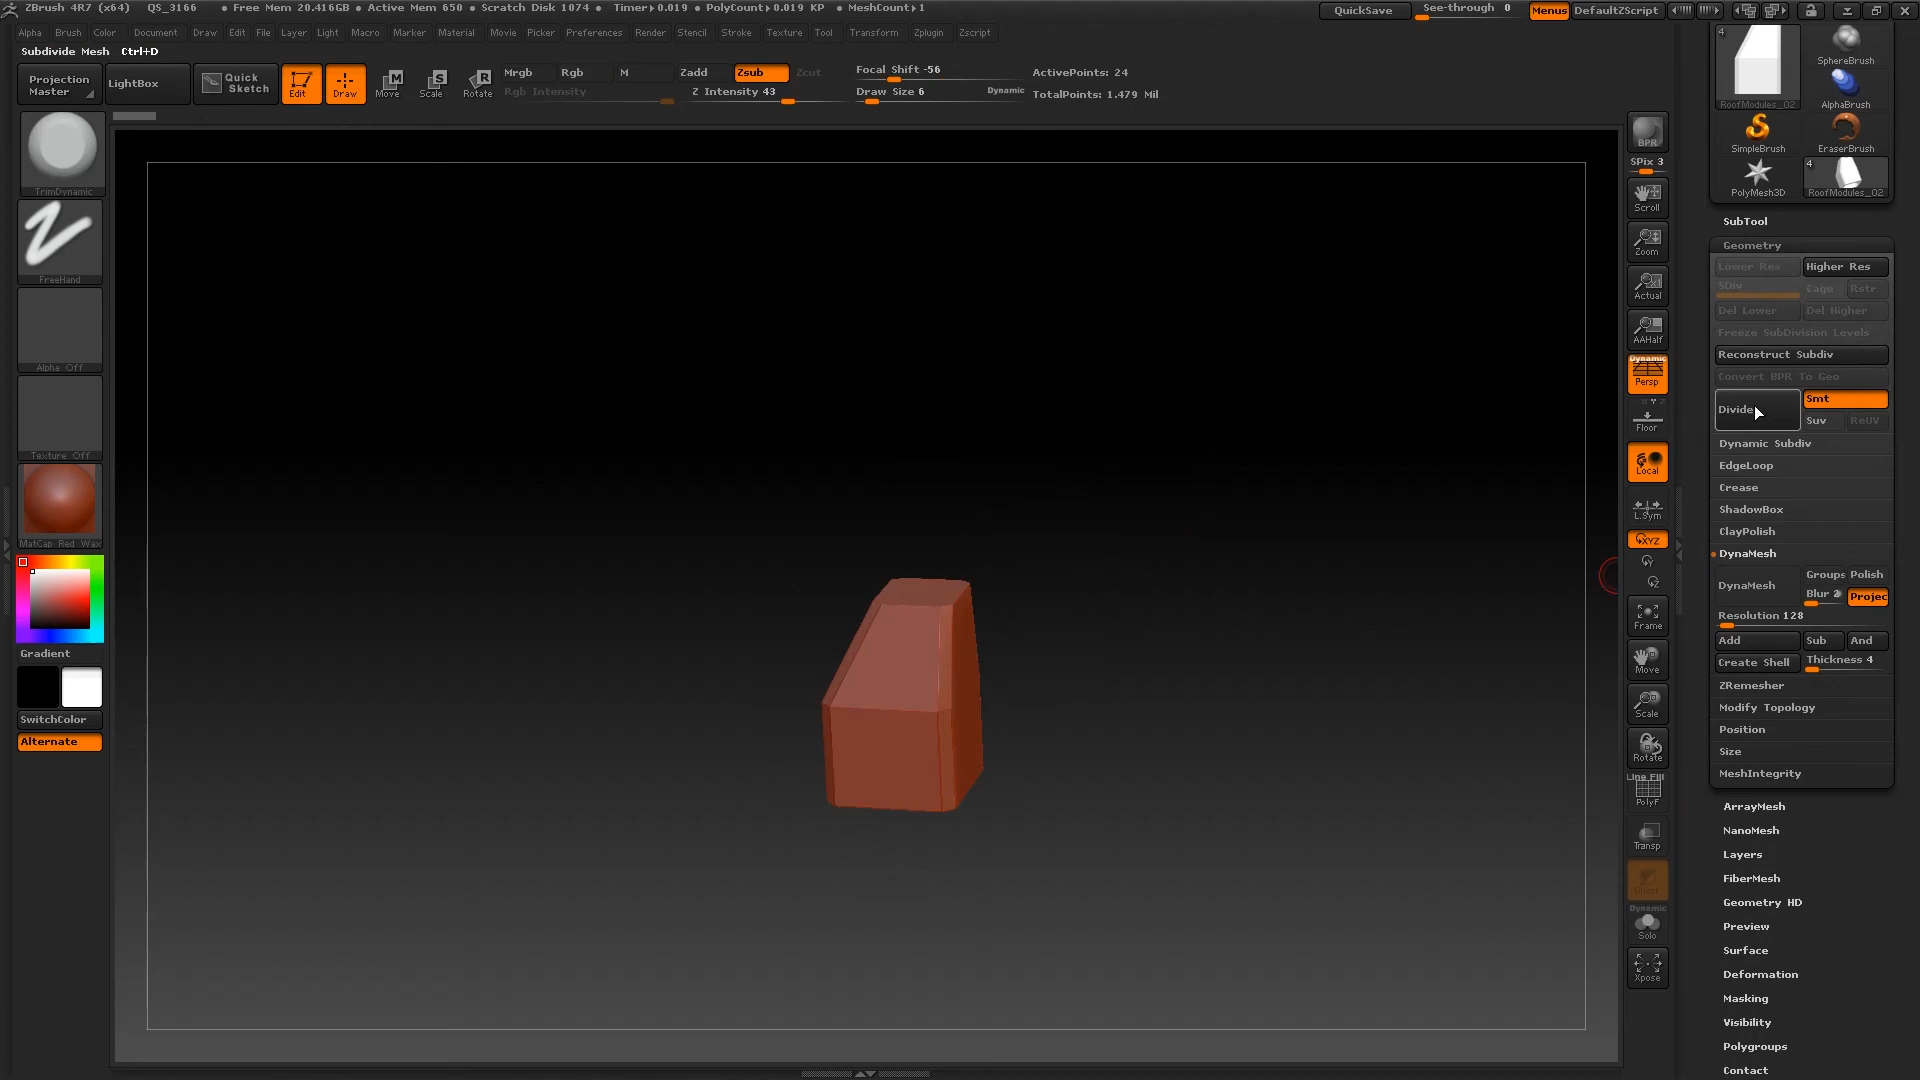 ZBrush 4R7 (x64) QS_3166 • Free Mem 20.416GB • Active Mem 650 • Scratch Disk 1074 • Timer▸0.019 • PolyCount▸0.019 KP • MeshCount▸1
QuickSave See-through 0 Menus DefaultZScript
Alpha Brush Color Document Draw Edit File Layer Light Macro Marker Material Movie Picker Preferences Render Stencil Stroke Texture Tool Transform Zplugin Zscript
Subdivide Mesh Ctrl+D
Projection Master
LightBox
Quick Sketch
Edit
Draw
Move
Scale
Rotate
Mrgb Rgb M
Rgb Intensity
Zadd Zsub Zcut
Z Intensity 43
Focal Shift -56
Draw Size 6 Dynamic
ActivePoints: 24
TotalPoints: 1.479 Mil
TrimDynamic
FreeHand
Alpha Off
Texture Off
MatCap Red Wax
Gradient
SwitchColor
Alternate
BPR
SPix 3
Scroll
Zoom
Actual
AAHalf
Dynamic
Persp
Floor
Local
L.Sym
XYZ
Frame
Move
Scale
Rotate
Line Fill
PolyF
Transp
Ghost
Dynamic
Solo
Xpose
4
RoofModules_02
SphereBrush
AlphaBrush
SimpleBrush
EraserBrush
PolyMesh3D
4
RoofModules_02
SubTool
Geometry
Lower Res Higher Res
SDiv Cage Rstr
Del Lower Del Higher
Freeze SubDivision Levels
Reconstruct Subdiv
Convert BPR To Geo
Divide Smt
Suv ReUV
Dynamic Subdiv
EdgeLoop
Crease
ShadowBox
ClayPolish
DynaMesh
DynaMesh Groups Polish
Blur 2 Projec
Resolution 128
Add Sub And
Create Shell Thickness 4
ZRemesher
Modify Topology
Position
Size
MeshIntegrity
ArrayMesh
NanoMesh
Layers
FiberMesh
Geometry HD
Preview
Surface
Deformation
Masking
Visibility
Polygroups
Contact